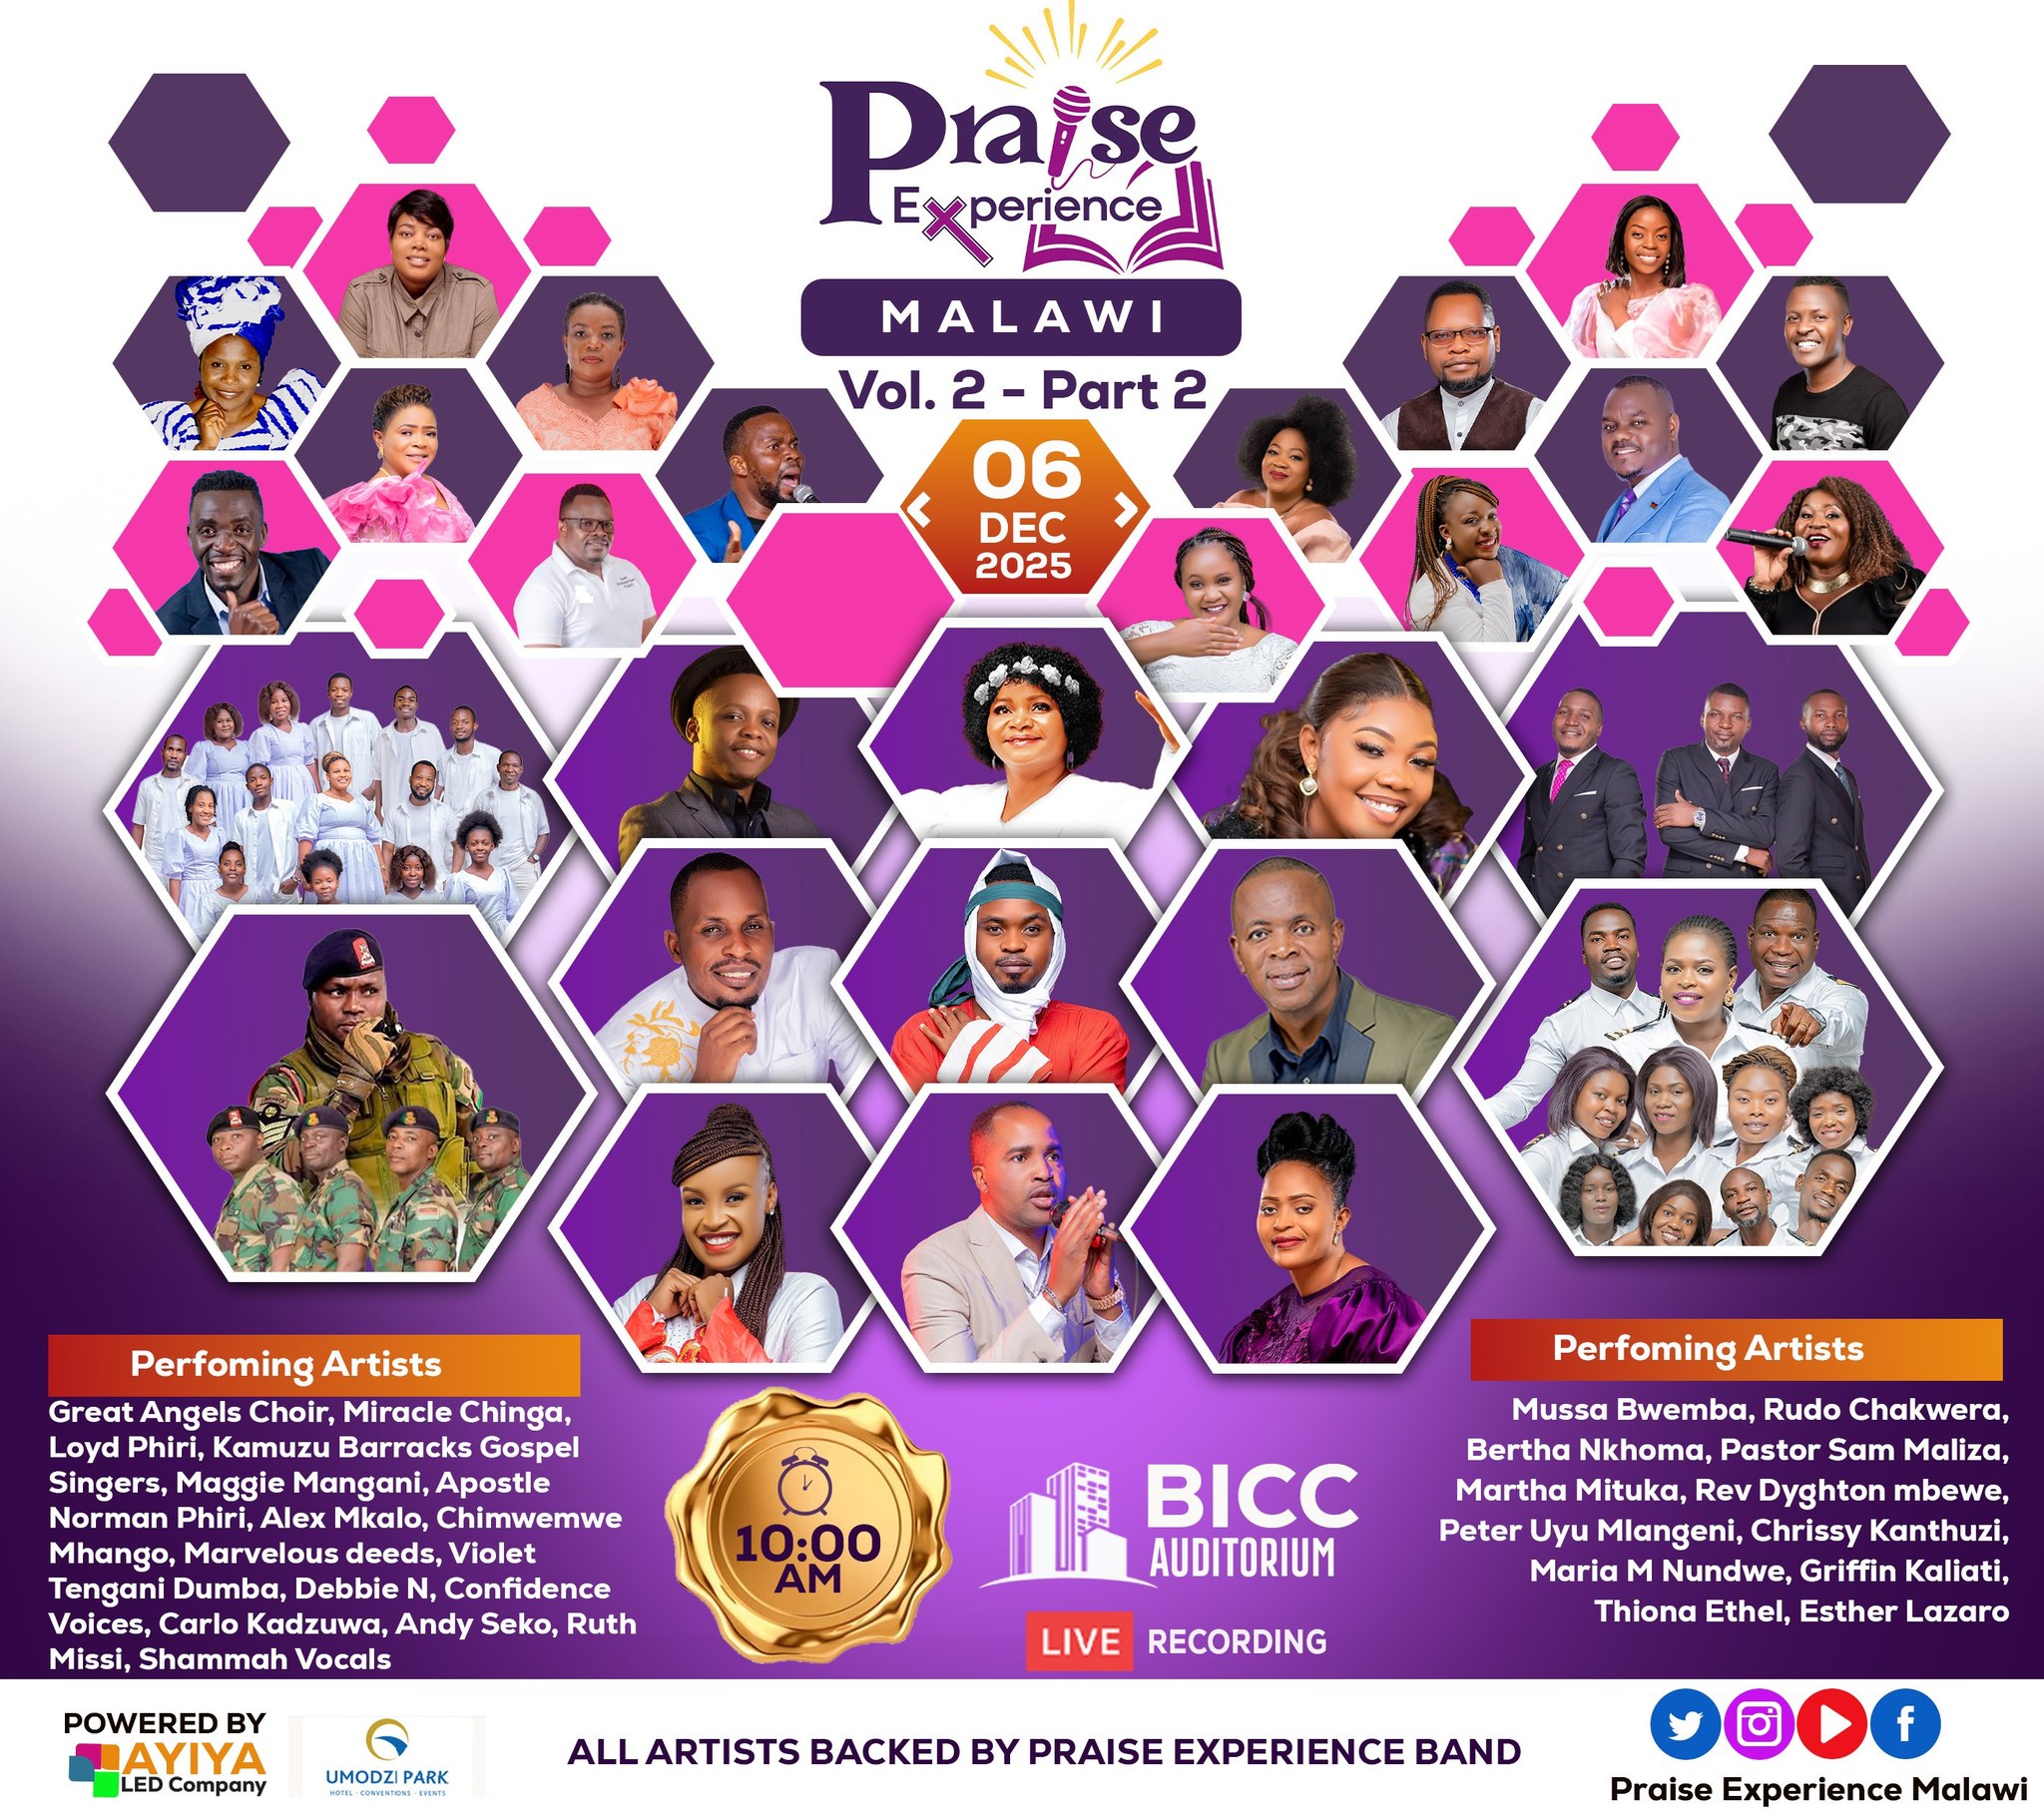 Praise
Experience
MALAWI
Vol. 2 - Part 2
06
DEC
2025
Perfoming Artists
Great Angels Choir, Miracle Chinga,
Loyd Phiri, Kamuzu Barracks Gospel
Singers, Maggie Mangani, Apostle
Norman Phiri, Alex Mkalo, Chimwemwe
Mhango, Marvelous deeds, Violet
Tengani Dumba, Debbie N, Confidence
Voices, Carlo Kadzuwa, Andy Seko, Ruth
Missi, Shammah Vocals
10:00
AM
BICC
AUDITORIUM
LIVE RECORDING
Perfoming Artists
Mussa Bwemba, Rudo Chakwera,
Bertha Nkhoma, Pastor Sam Maliza,
Martha Mituka, Rev Dyghton mbewe,
Peter Uyu Mlangeni, Chrissy Kanthuzi,
Maria M Nundwe, Griffin Kaliati,
Thiona Ethel, Esther Lazaro
POWERED BY
AYIYA
LED Company
UMODZI PARK
HOTEL · CONVENTIONS · EVENTS
ALL ARTISTS BACKED BY PRAISE EXPERIENCE BAND
Praise Experience Malawi